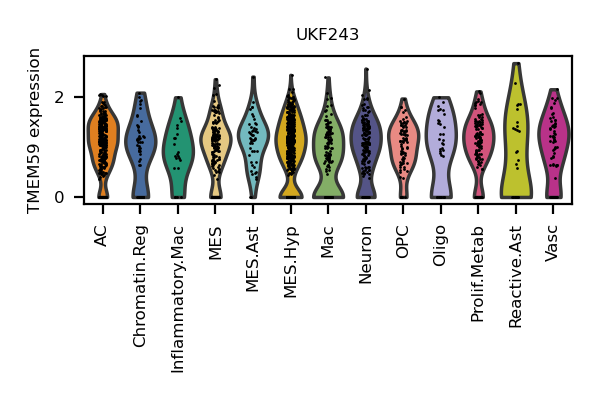 UKF243
TMEM59 expression
2
0
AC
Chromatin.Reg
Inflammatory.Mac
MES
MES.Ast
MES.Hyp
Mac
Neuron
OPC
Oligo
Prolif.Metab
Reactive.Ast
Vasc